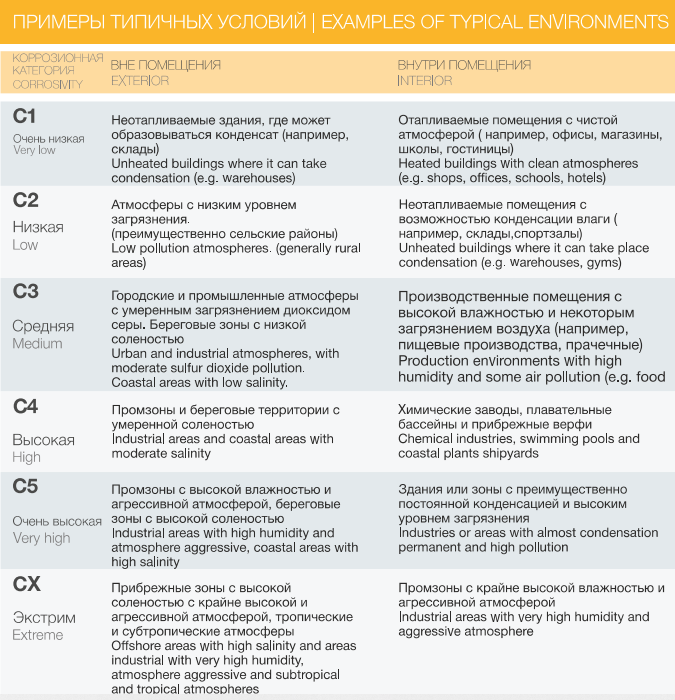 ПРИМЕРЫ ТИПИЧНЫХ УСЛОВИЙ | EXAMPLES OF TYPICAL ENVIRONMENTS
КОРРОЗИОННАЯ
КАТЕГОРИЯ
CORROSIVITY
ВНЕ ПОМЕЩЕНИЯ
EXTERIOR
ВНУТРИ ПОМЕЩЕНИЯ
INTERIOR
C1
Очень низкая
Very low
Неотапливаемые здания, где может
образовываться конденсат (например,
склады)
Unheated buildings where it can take
condensation (e.g. warehouses)
Отапливаемые помещения с чистой
атмосферой ( например, офисы, магазины,
школы, гостиницы)
Heated buildings with clean atmospheres
(e.g. shops, offices, schools, hotels)
C2
Низкая
Low
Атмосферы с низким уровнем
загрязнения.
(преимущественно сельские районы)
Low pollution atmospheres. (generally rural
areas)
Неотапливаемые помещения с
возможностью конденсации влаги (
например, склады,спортзалы)
Unheated buildings where it can take place
condensation (e.g. warehouses, gyms)
C3
Средняя
Medium
Городские и промышленные атмосферы
с умеренным загрязнением диоксидом
серы. Береговые зоны с низкой
соленостью
Urban and industrial atmospheres, with
moderate sulfur dioxide pollution.
Coastal areas with low salinity.
Производственные помещения с
высокой влажностью и некоторым
загрязнением воздуха (например,
пищевые производства, прачечные)
Production environments with high
humidity and some air pollution (e.g. food
C4
Высокая
High
Промзоны и береговые территории с
умеренной соленостью
Industrial areas and coastal areas with
moderate salinity
Химические заводы, плавательные
бассейны и прибрежные верфи
Chemical industries, swimming pools and
coastal plants shipyards
C5
Очень высокая
Very high
Промзоны с высокой влажностью и
агрессивной атмосферой, береговые
зоны с высокой соленостью
Industrial areas with high humidity and
atmosphere aggressive, coastal areas with
high salinity
Здания или зоны с преимущественно
постоянной конденсацией и высоким
уровнем загрязнения
Industries or areas with almost condensation
permanent and high pollution
CX
Экстрим
Extreme
Прибрежные зоны с высокой
соленостью с крайне высокой и
агрессивной атмосферой, тропические
и субтропические атмосферы
Offshore areas with high salinity and areas
industrial with very high humidity,
atmosphere aggressive and subtropical
and tropical atmospheres
Промзоны с крайне высокой влажностью и
агрессивной атмосферой
Industrial areas with very high humidity and
aggressive atmosphere